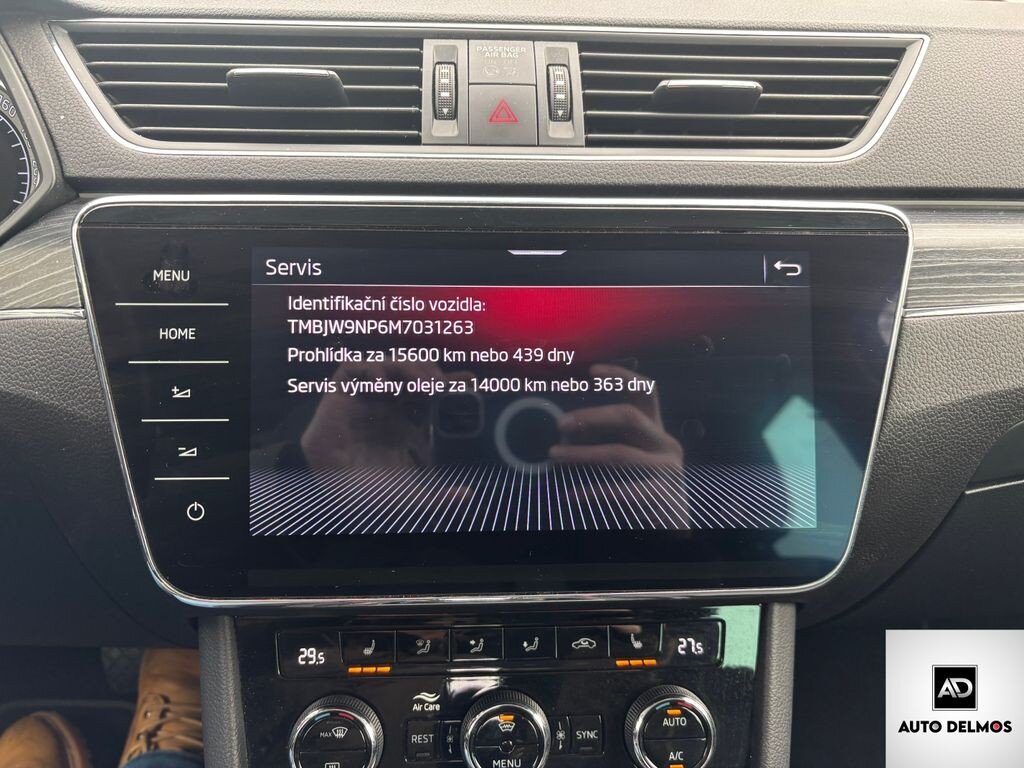 160
PASSENGER
AIR BAG
MENU
HOME
Servis
Identifikační číslo vozidla:
TMBJW9NP6M7031263
Prohlídka za 15600 km nebo 439 dny
Servis výměny oleje za 14000 km nebo 363 dny
29.5
27.5
Air Care
MAX
REST
MENU
SYNC
AUTO
A/C
AD
AUTO DELMOS